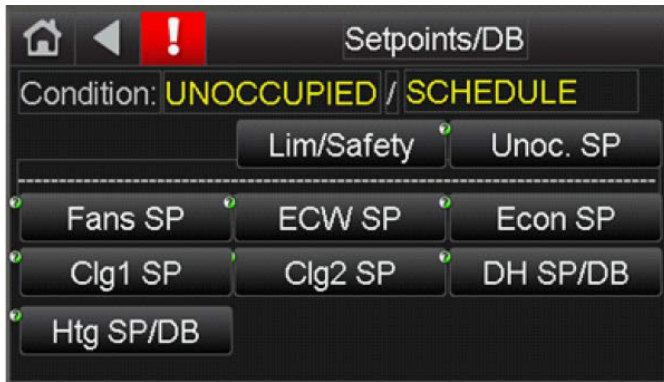 ! Setpoints/DB
Condition: UNOCCUPIED / SCHEDULE
Lim/Safety Unoc. SP
Fans SP ECW SP Econ SP
Clg1 SP Clg2 SP DH SP/DB
Htg SP/DB